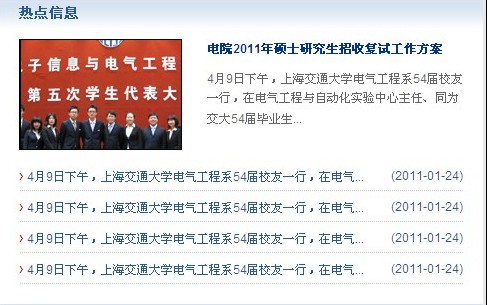 热点信息
子信息与电气工程
第五次学生代表大
电院2011年硕士研究生招收复试工作方案
4月9日下午，上海交通大学电气工程系54届校友
一行，在电气工程与自动化实验中心主任、同为
交大54届毕业生...
4月9日下午，上海交通大学电气工程系54届校友一行，在电气... (2011-01-24)
4月9日下午，上海交通大学电气工程系54届校友一行，在电气... (2011-01-24)
4月9日下午，上海交通大学电气工程系54届校友一行，在电气... (2011-01-24)
4月9日下午，上海交通大学电气工程系54届校友一行，在电气... (2011-01-24)